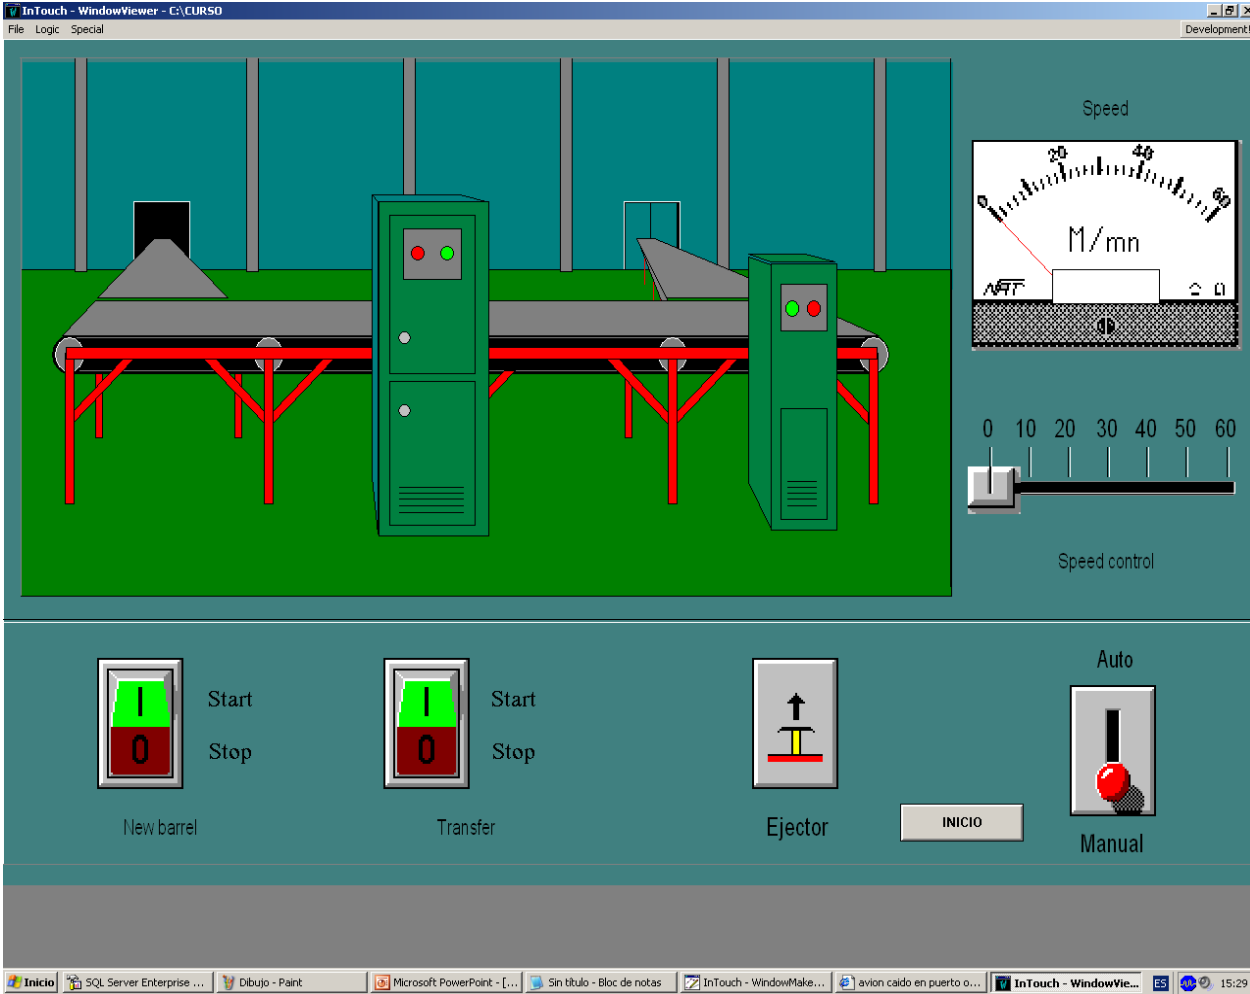 InTouch - WindowViewer - C:\CURSO
File Logic Special
Development!
Speed
0 20 40 60
M/mn
0 10 20 30 40 50 60
Speed control
Auto
I
Start
0
Stop
I
Start
0
Stop
New barrel
Transfer
Ejector
INICIO
Manual
Inicio
SQL Server Enterprise ...
Dibujo - Paint
Microsoft PowerPoint - [...
Sin título - Bloc de notas
InTouch - WindowMake...
avion caido en puerto o...
InTouch - WindowVie...
ES
15:29